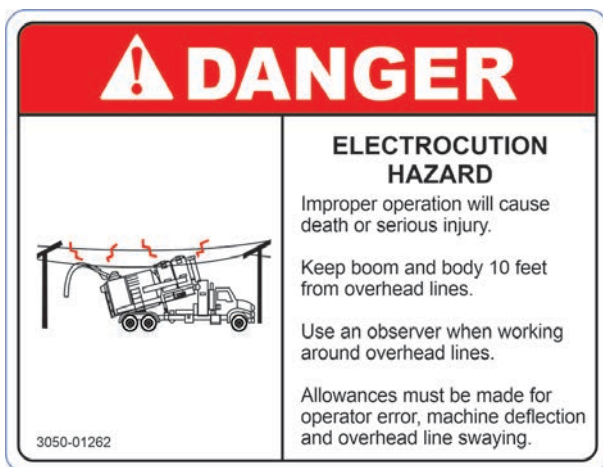 DANGER
ELECTROCUTION
HAZARD
Improper operation will cause
death or serious injury.
Keep boom and body 10 feet
from overhead lines.
Use an observer when working
around overhead lines.
Allowances must be made for
operator error, machine deflection
and overhead line swaying.
3050-01262